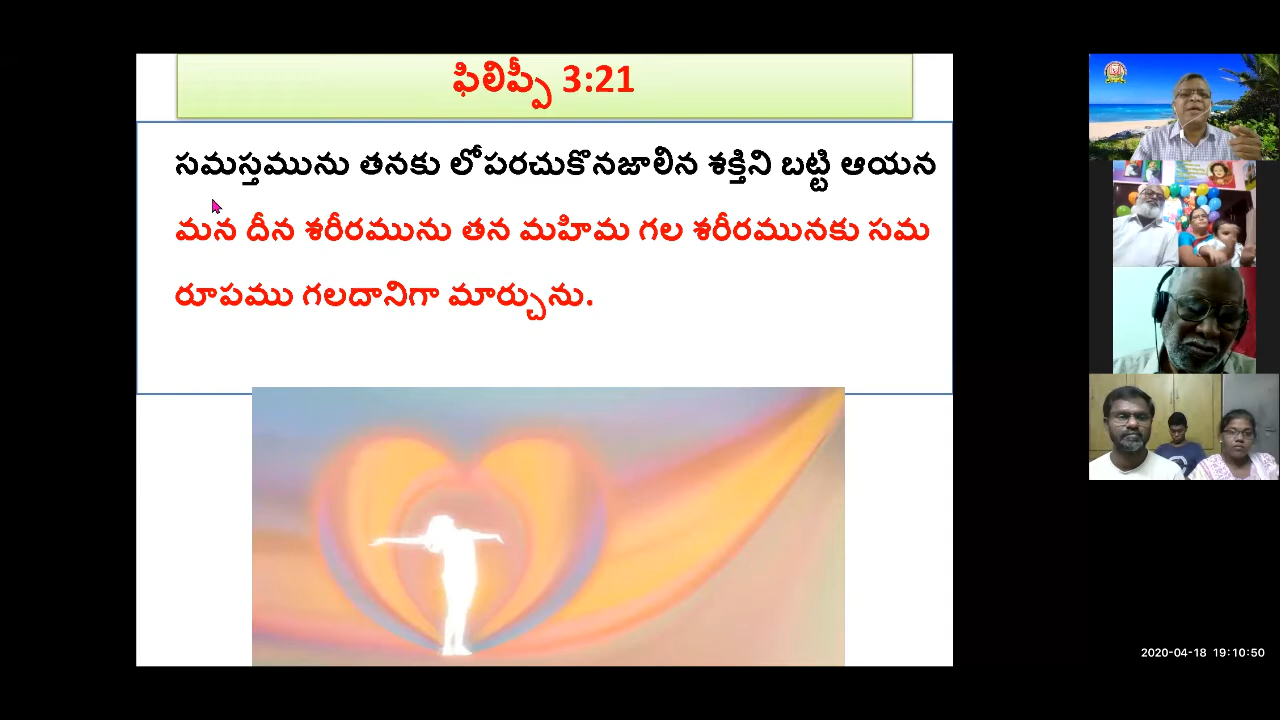 ఫిలిప్పీ 3:21
సమస్తమును తనకు లోపరచుకొనజాలిన శక్తిని బట్టి ఆయన
మన దీన శరీరమును తన మహిమ గల శరీరమునకు సమ
రూపము గలదానిగా మార్చును.
2020-04-18 19:10:50